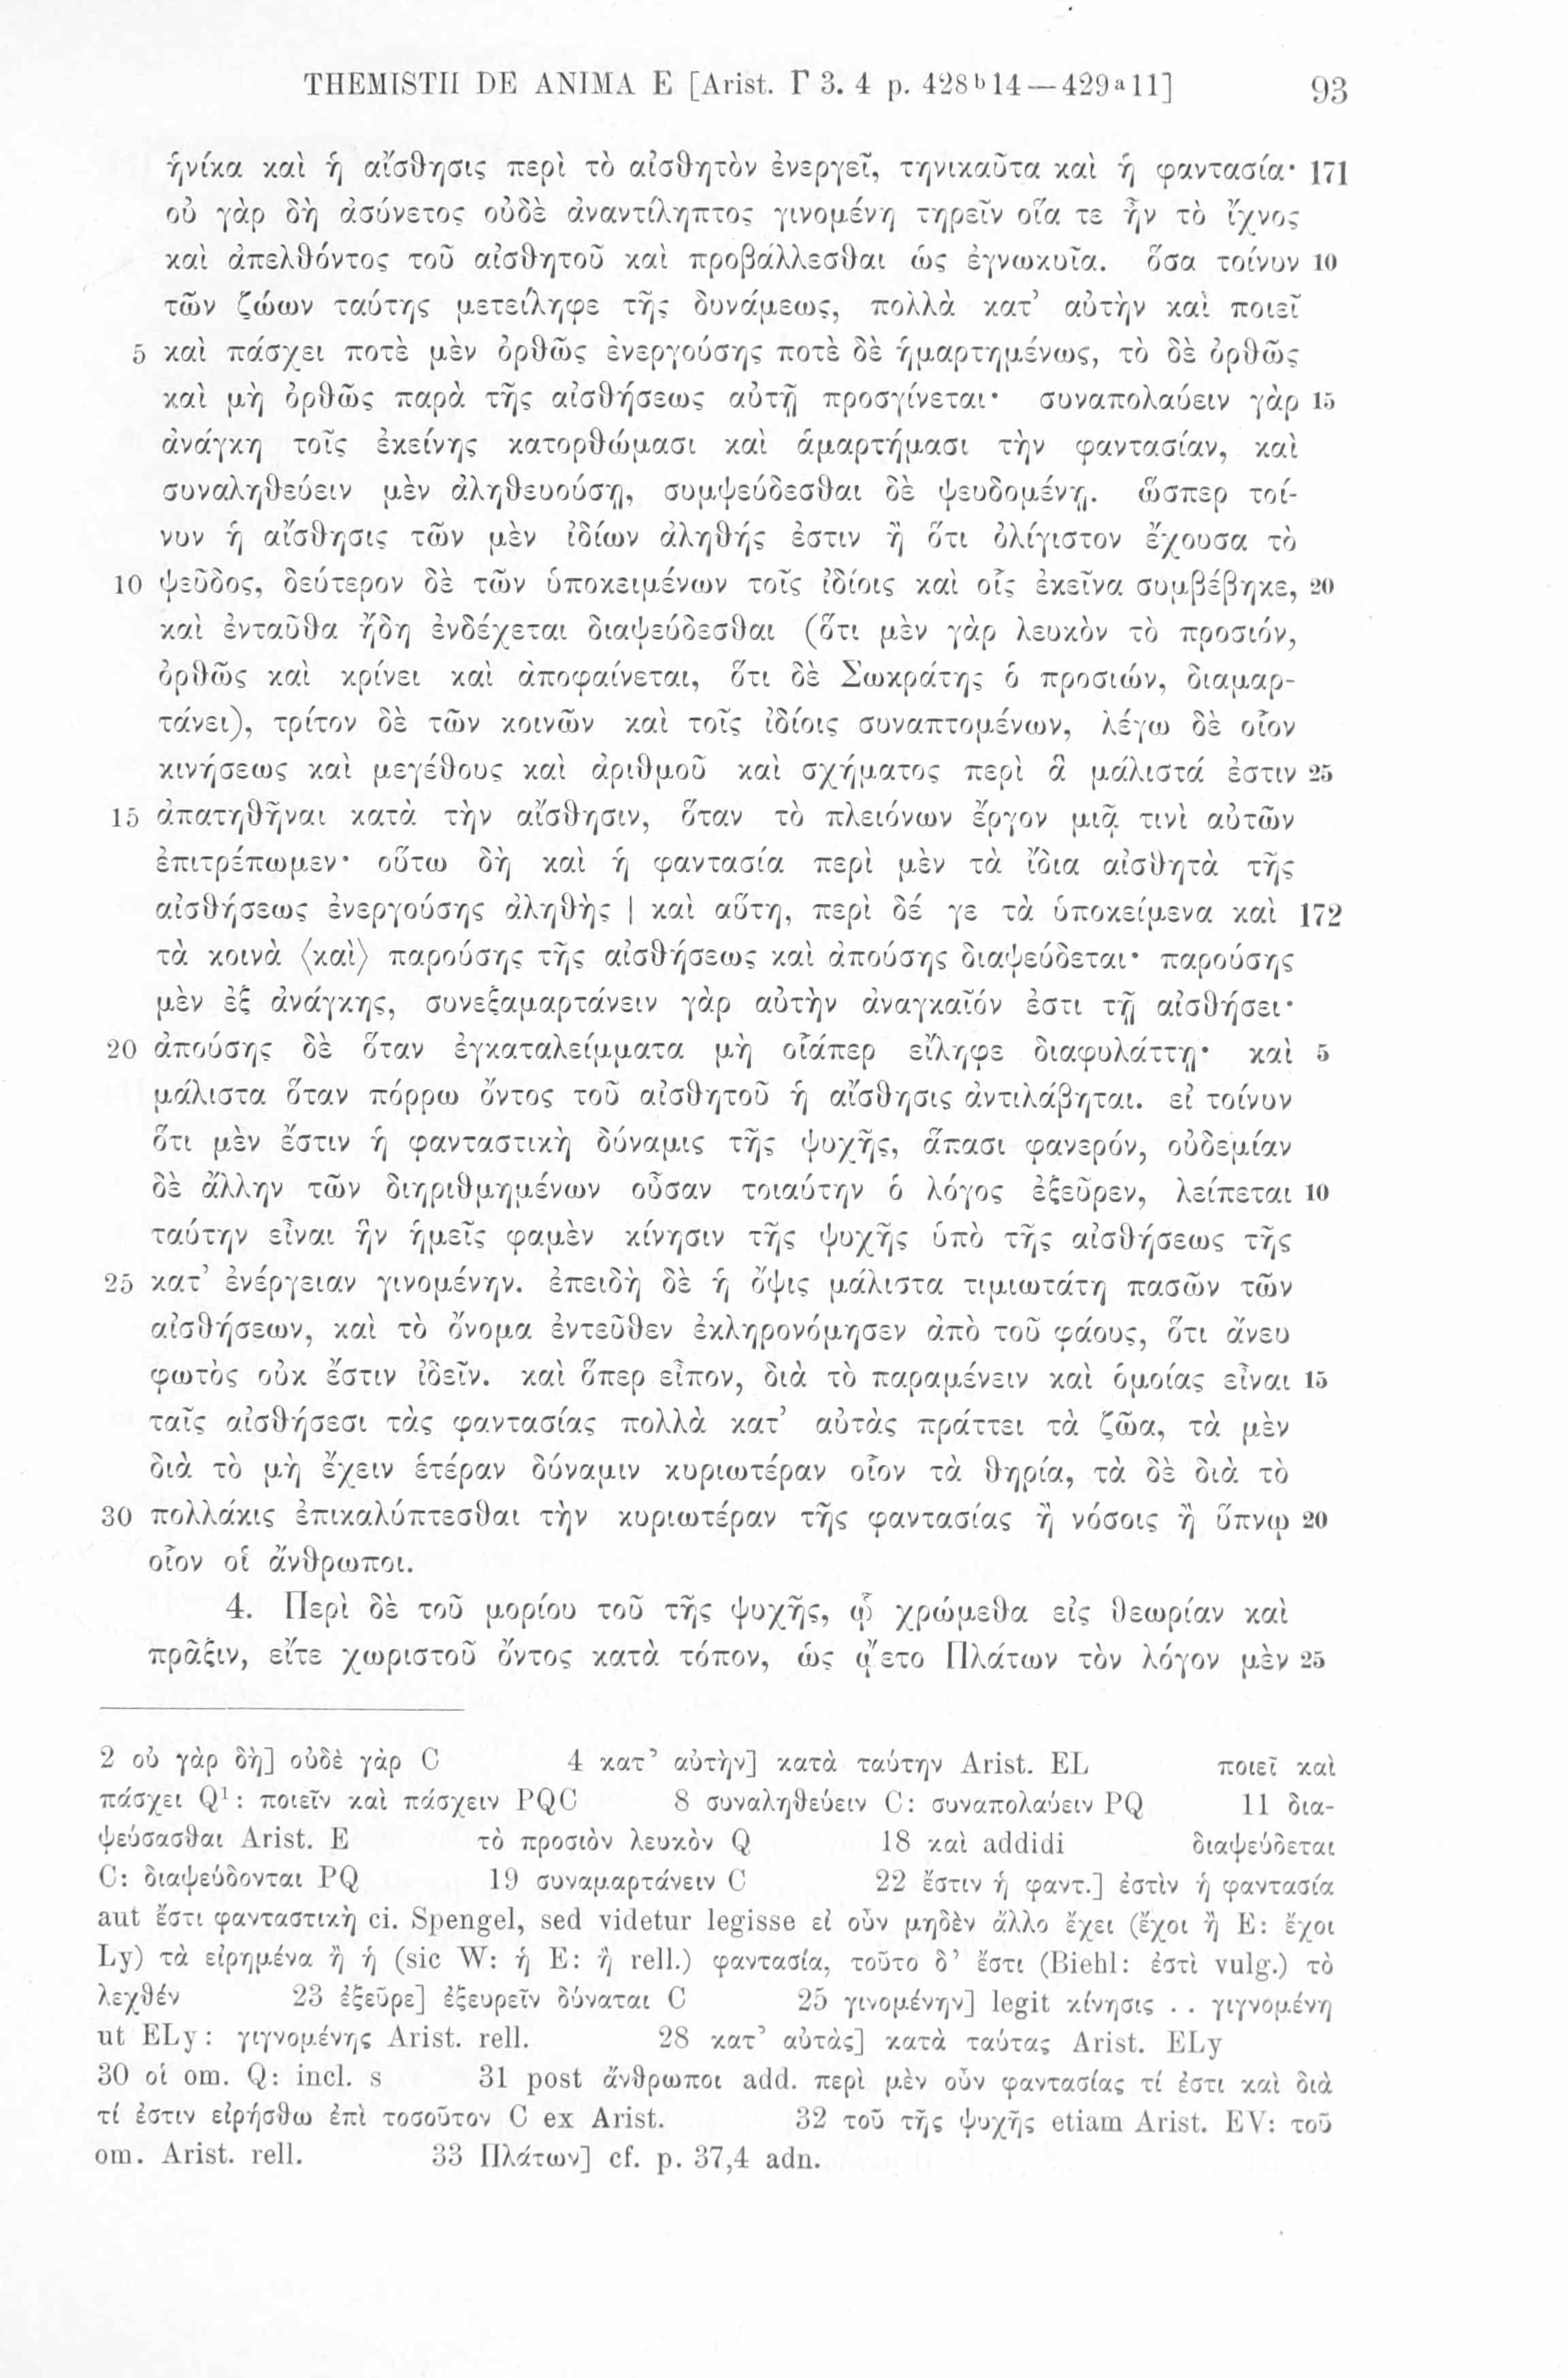 THEMISTII DE ANIMA E [Arist. Γ 3. 4 p. 428ᵇ14—429ᵃ11] 93
ἡνίκα καὶ ἡ αἴσθησις περὶ τὸ αἰσθητὸν ἐνεργεῖ, τηνικαῦτα καὶ ἡ φαντασία· 171
οὐ γὰρ δὴ ἀσύνετος οὐδὲ ἀναντίληπτος γινομένη τηρεῖν οἵα τε ἦν τὸ ἴχνος
καὶ ἀπελθόντος τοῦ αἰσθητοῦ καὶ προβάλλεσθαι ὡς ἐγνωκυῖα. ὅσα τοίνυν 10
τῶν ζώων ταύτης μετείληφε τῆς δυνάμεως, πολλὰ κατ’ αὐτὴν καὶ ποιεῖ
5 καὶ πάσχει ποτὲ μὲν ὀρθῶς ἐνεργούσης ποτὲ δὲ ἡμαρτημένως, τὸ δὲ ὀρθῶς
καὶ μὴ ὀρθῶς παρὰ τῆς αἰσθήσεως αὐτῇ προσγίνεται· συναπολαύειν γὰρ 15
ἀνάγκη τοῖς ἐκείνης κατορθώμασι καὶ ἁμαρτήμασι τὴν φαντασίαν, καὶ
συναληθεύειν μὲν ἀληθευούσῃ, συμψεύδεσθαι δὲ ψευδομένῃ. ὥσπερ τοί-
νυν ἡ αἴσθησις τῶν μὲν ἰδίων ἀληθής ἐστιν ἢ ὅτι ὀλίγιστον ἔχουσα τὸ
10 ψεῦδος, δεύτερον δὲ τῶν ὑποκειμένων τοῖς ἰδίοις καὶ οἷς ἐκεῖνα συμβέβηκε, 20
καὶ ἐνταῦθα ἤδη ἐνδέχεται διαψεύδεσθαι (ὅτι μὲν γὰρ λευκὸν τὸ προσιόν,
ὀρθῶς καὶ κρίνει καὶ ἀποφαίνεται, ὅτι δὲ Σωκράτης ὁ προσιών, διαμαρ-
τάνει), τρίτον δὲ τῶν κοινῶν καὶ τοῖς ἰδίοις συναπτομένων, λέγω δὲ οἷον
κινήσεως καὶ μεγέθους καὶ ἀριθμοῦ καὶ σχήματος περὶ ἃ μάλιστά ἐστιν 25
15 ἀπατηθῆναι κατὰ τὴν αἴσθησιν, ὅταν τὸ πλειόνων ἔργον μιᾷ τινὶ αὐτῶν
ἐπιτρέπωμεν· οὕτω δὴ καὶ ἡ φαντασία περὶ μὲν τὰ ἴδια αἰσθητὰ τῆς
αἰσθήσεως ἐνεργούσης ἀληθὴς | καὶ αὕτη, περὶ δέ γε τὰ ὑποκείμενα καὶ 172
τὰ κοινὰ ⟨καὶ⟩ παρούσης τῆς αἰσθήσεως καὶ ἀπούσης διαψεύδεται· παρούσης
μὲν ἐξ ἀνάγκης, συνεξαμαρτάνειν γὰρ αὐτὴν ἀναγκαῖόν ἐστι τῇ αἰσθήσει·
20 ἀπούσης δὲ ὅταν ἐγκαταλείμματα μὴ οἷάπερ εἴληφε διαφυλάττῃ· καὶ 5
μάλιστα ὅταν πόρρω ὄντος τοῦ αἰσθητοῦ ἡ αἴσθησις ἀντιλάβηται. εἰ τοίνυν
ὅτι μὲν ἔστιν ἡ φανταστικὴ δύναμις τῆς ψυχῆς, ἅπασι φανερόν, οὐδεμίαν
δὲ ἄλλην τῶν διηριθμημένων οὖσαν τοιαύτην ὁ λόγος ἐξεῦρεν, λείπεται 10
ταύτην εἶναι ἣν ἡμεῖς φαμὲν κίνησιν τῆς ψυχῆς ὑπὸ τῆς αἰσθήσεως τῆς
25 κατ’ ἐνέργειαν γινομένην. ἐπειδὴ δὲ ἡ ὄψις μάλιστα τιμιωτάτη πασῶν τῶν
αἰσθήσεων, καὶ τὸ ὄνομα ἐντεῦθεν ἐκληρονόμησεν ἀπὸ τοῦ φάους, ὅτι ἄνευ
φωτὸς οὐκ ἔστιν ἰδεῖν. καὶ ὅπερ εἶπον, διὰ τὸ παραμένειν καὶ ὁμοίας εἶναι 15
ταῖς αἰσθήσεσι τὰς φαντασίας πολλὰ κατ’ αὐτὰς πράττει τὰ ζῶα, τὰ μὲν
διὰ τὸ μὴ ἔχειν ἑτέραν δύναμιν κυριωτέραν οἷον τὰ θηρία, τὰ δὲ διὰ τὸ
30 πολλάκις ἐπικαλύπτεσθαι τὴν κυριωτέραν τῆς φαντασίας ἢ νόσοις ἢ ὕπνῳ 20
οἷον οἱ ἄνθρωποι.
4. Περὶ δὲ τοῦ μορίου τοῦ τῆς ψυχῆς, ᾧ χρώμεθα εἰς θεωρίαν καὶ
πρᾶξιν, εἴτε χωριστοῦ ὄντος κατὰ τόπον, ὡς ᾤετο Πλάτων τὸν λόγον μὲν 25
2 οὐ γὰρ δὴ] οὐδὲ γὰρ C 4 κατ’ αὐτὴν] κατὰ ταύτην Arist. EL ποιεῖ καὶ
πάσχει Q¹: ποιεῖν καὶ πάσχειν PQC 8 συναληθεύειν C: συναπολαύειν PQ 11 δια-
ψεύσασθαι Arist. E τὸ προσιὸν λευκὸν Q 18 καὶ addidi διαψεύδεται
C: διαψεύδονται PQ 19 συναμαρτάνειν C 22 ἔστιν ἡ φαντ.] ἐστὶν ἡ φαντασία
aut ἔστι φανταστικὴ ci. Spengel, sed videtur legisse εἰ οὖν μηδὲν ἄλλο ἔχει (ἔχοι ἢ E: ἔχοι
Ly) τὰ εἰρημένα ἢ ἡ (sic W: ἡ E: ἢ rell.) φαντασία, τοῦτο δ’ ἔστι (Biehl: ἐστὶ vulg.) τὸ
λεχθέν 23 ἐξεῦρε] ἐξευρεῖν δύναται C 25 γινομένην] legit κίνησις . . γιγνομένη
ut ELy: γιγνομένης Arist. rell. 28 κατ’ αὐτὰς] κατὰ ταύτας Arist. ELy
30 οἱ om. Q: incl. s 31 post ἄνθρωποι add. περὶ μὲν οὖν φαντασίας τί ἐστι καὶ διὰ
τί ἐστιν εἰρήσθω ἐπὶ τοσοῦτον C ex Arist. 32 τοῦ τῆς ψυχῆς etiam Arist. EV: τοῦ
om. Arist. rell. 33 Πλάτων] cf. p. 37,4 adn.